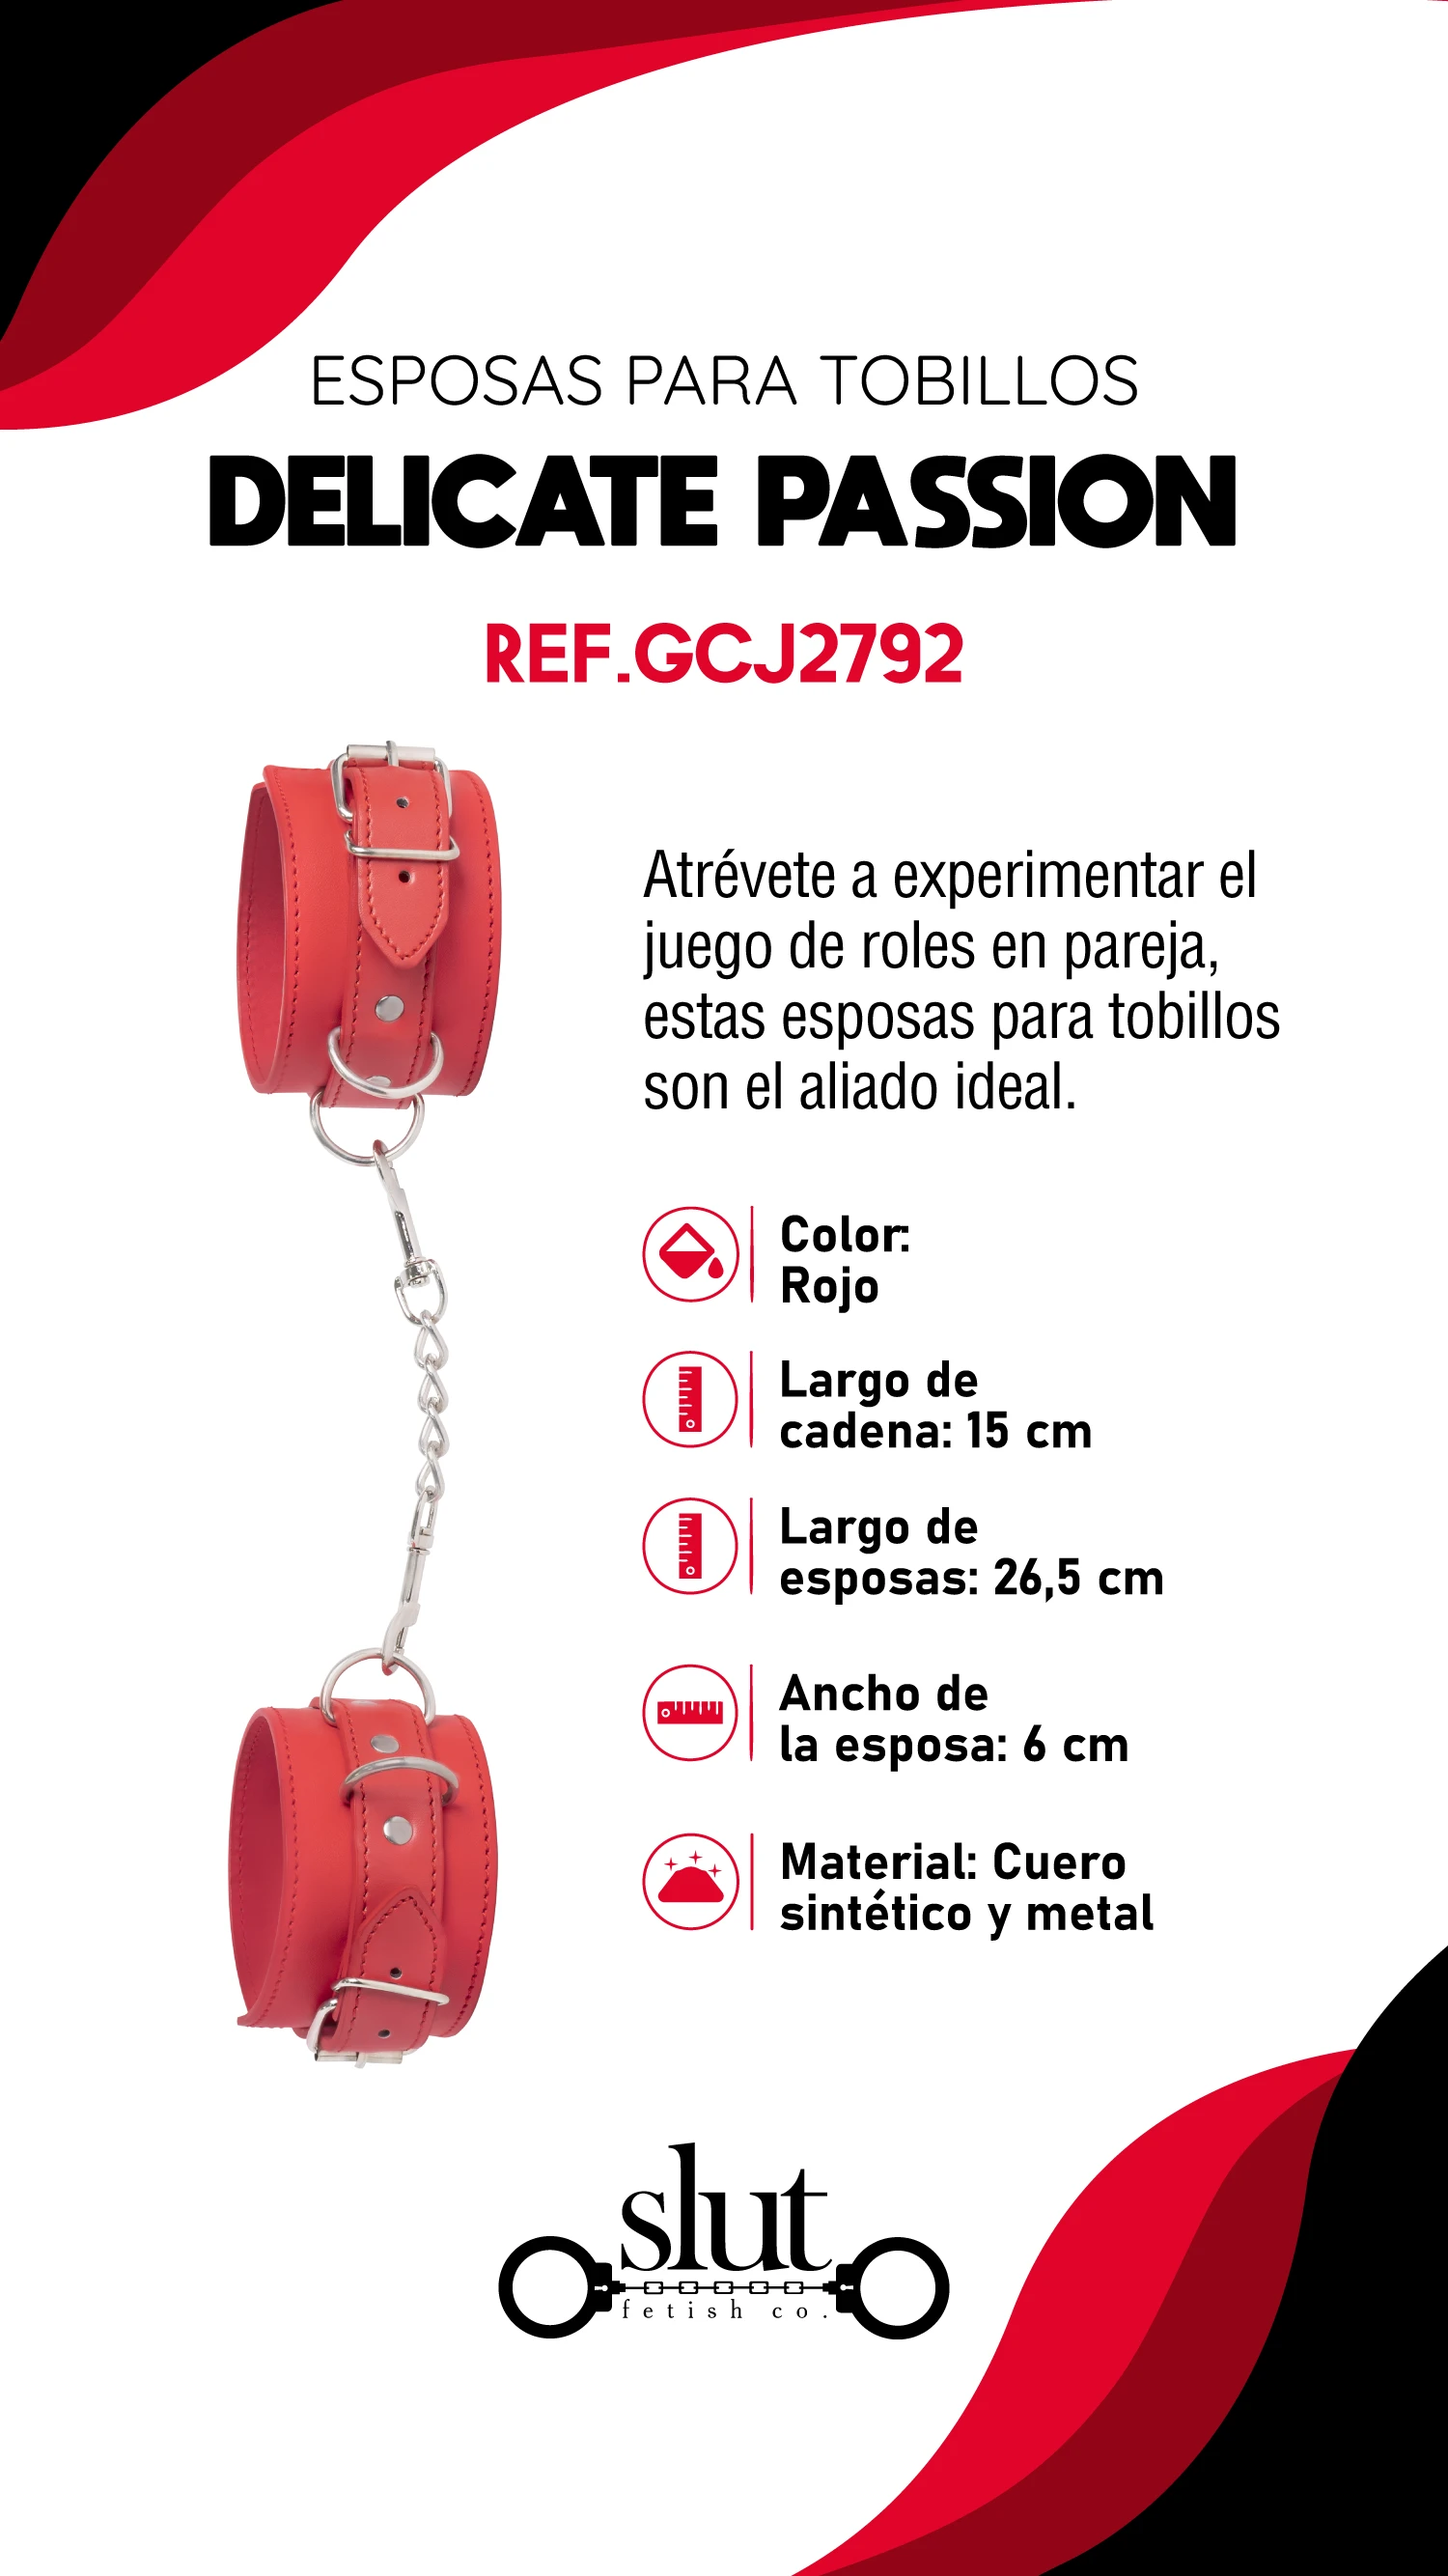 ESPOSAS PARA TOBILLOS
DELICATE PASSION
REF.GCJ2792
Atrévete a experimentar el
juego de roles en pareja,
estas esposas para tobillos
son el aliado ideal.
Color:
Rojo
Largo de
cadena: 15 cm
Largo de
esposas: 26,5 cm
Ancho de
la esposa: 6 cm
Material: Cuero
sintético y metal
slut
fetish co.